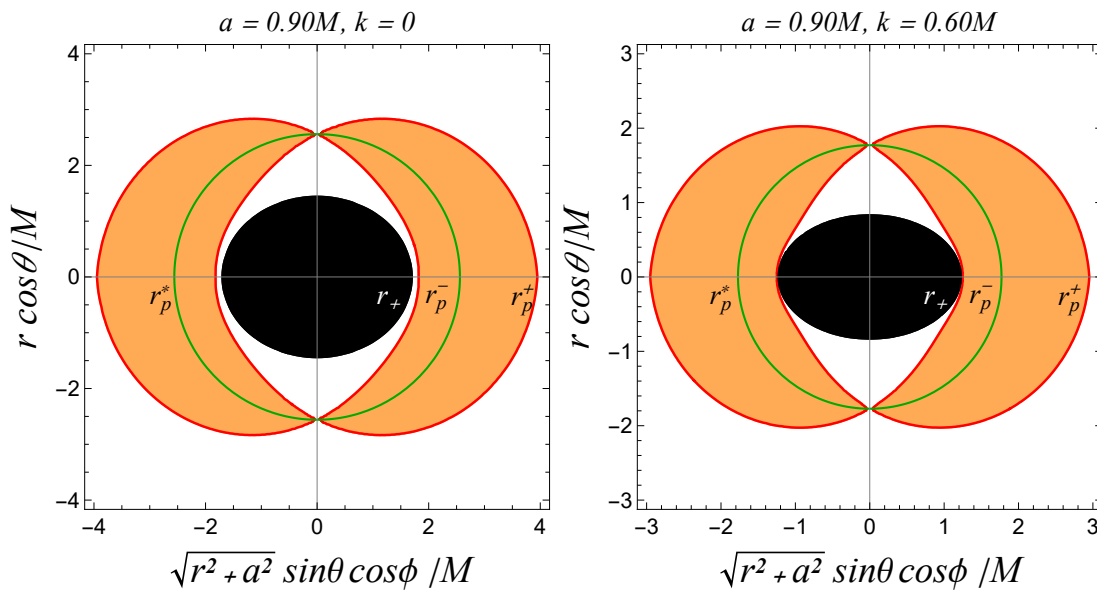 a = 0.90M, k = 0
4
2
0
−2
−4
r cosθ/M
r_p^*
r_+
r_p^-
r_p^+
−4 −2 0 2 4
√r² + a² sinθ cosϕ /M
a = 0.90M, k = 0.60M
3
2
1
0
−1
−2
−3
r cosθ/M
r_p^*
r_+
r_p^-
r_p^+
−3 −2 −1 0 1 2 3
√r² + a² sinθ cosϕ /M